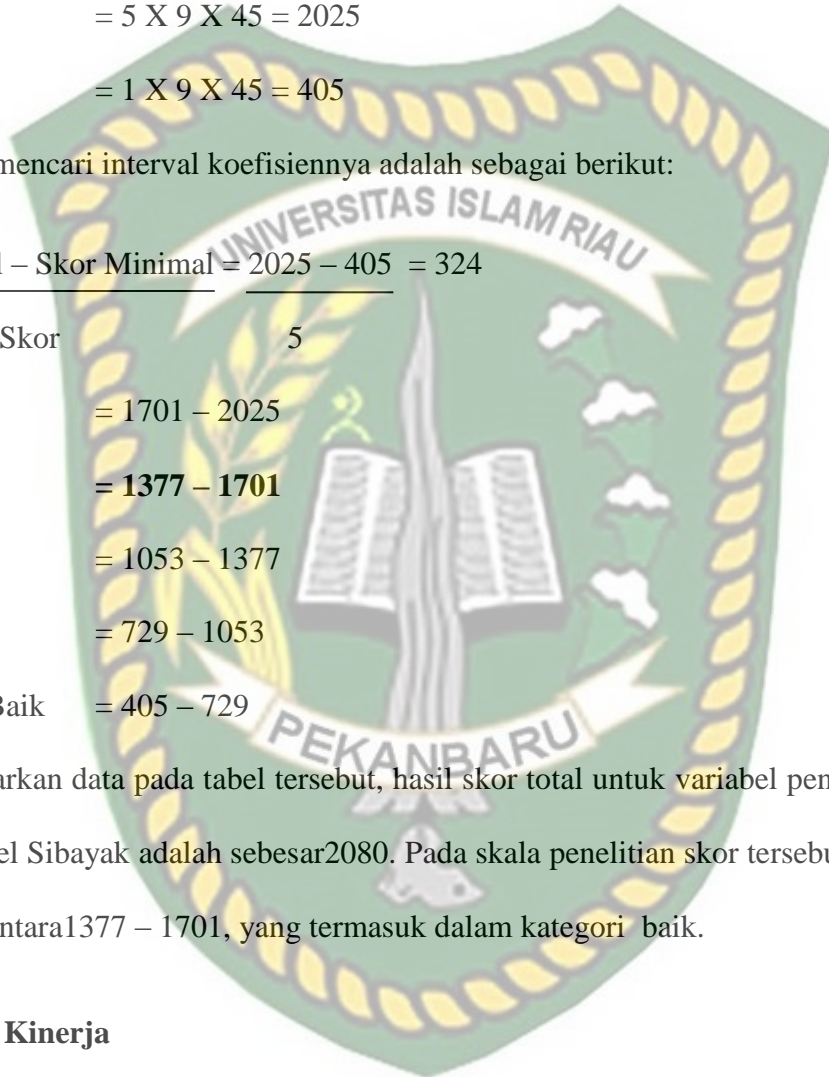 = 5 X 9 X 45 = 2025
= 1 X 9 X 45 = 405
mencari interval koefisiennya adalah sebagai berikut:
UNIVERSITAS ISLAM RIAU
– Skor Minimal = 2025 – 405 = 324
Skor 5
= 1701 – 2025
= 1377 – 1701
= 1053 – 1377
= 729 – 1053
Baik = 405 – 729
PEKANBARU
arkan data pada tabel tersebut, hasil skor total untuk variabel pen
el Sibayak adalah sebesar2080. Pada skala penelitian skor tersebu
ntara1377 – 1701, yang termasuk dalam kategori baik.
Kinerja